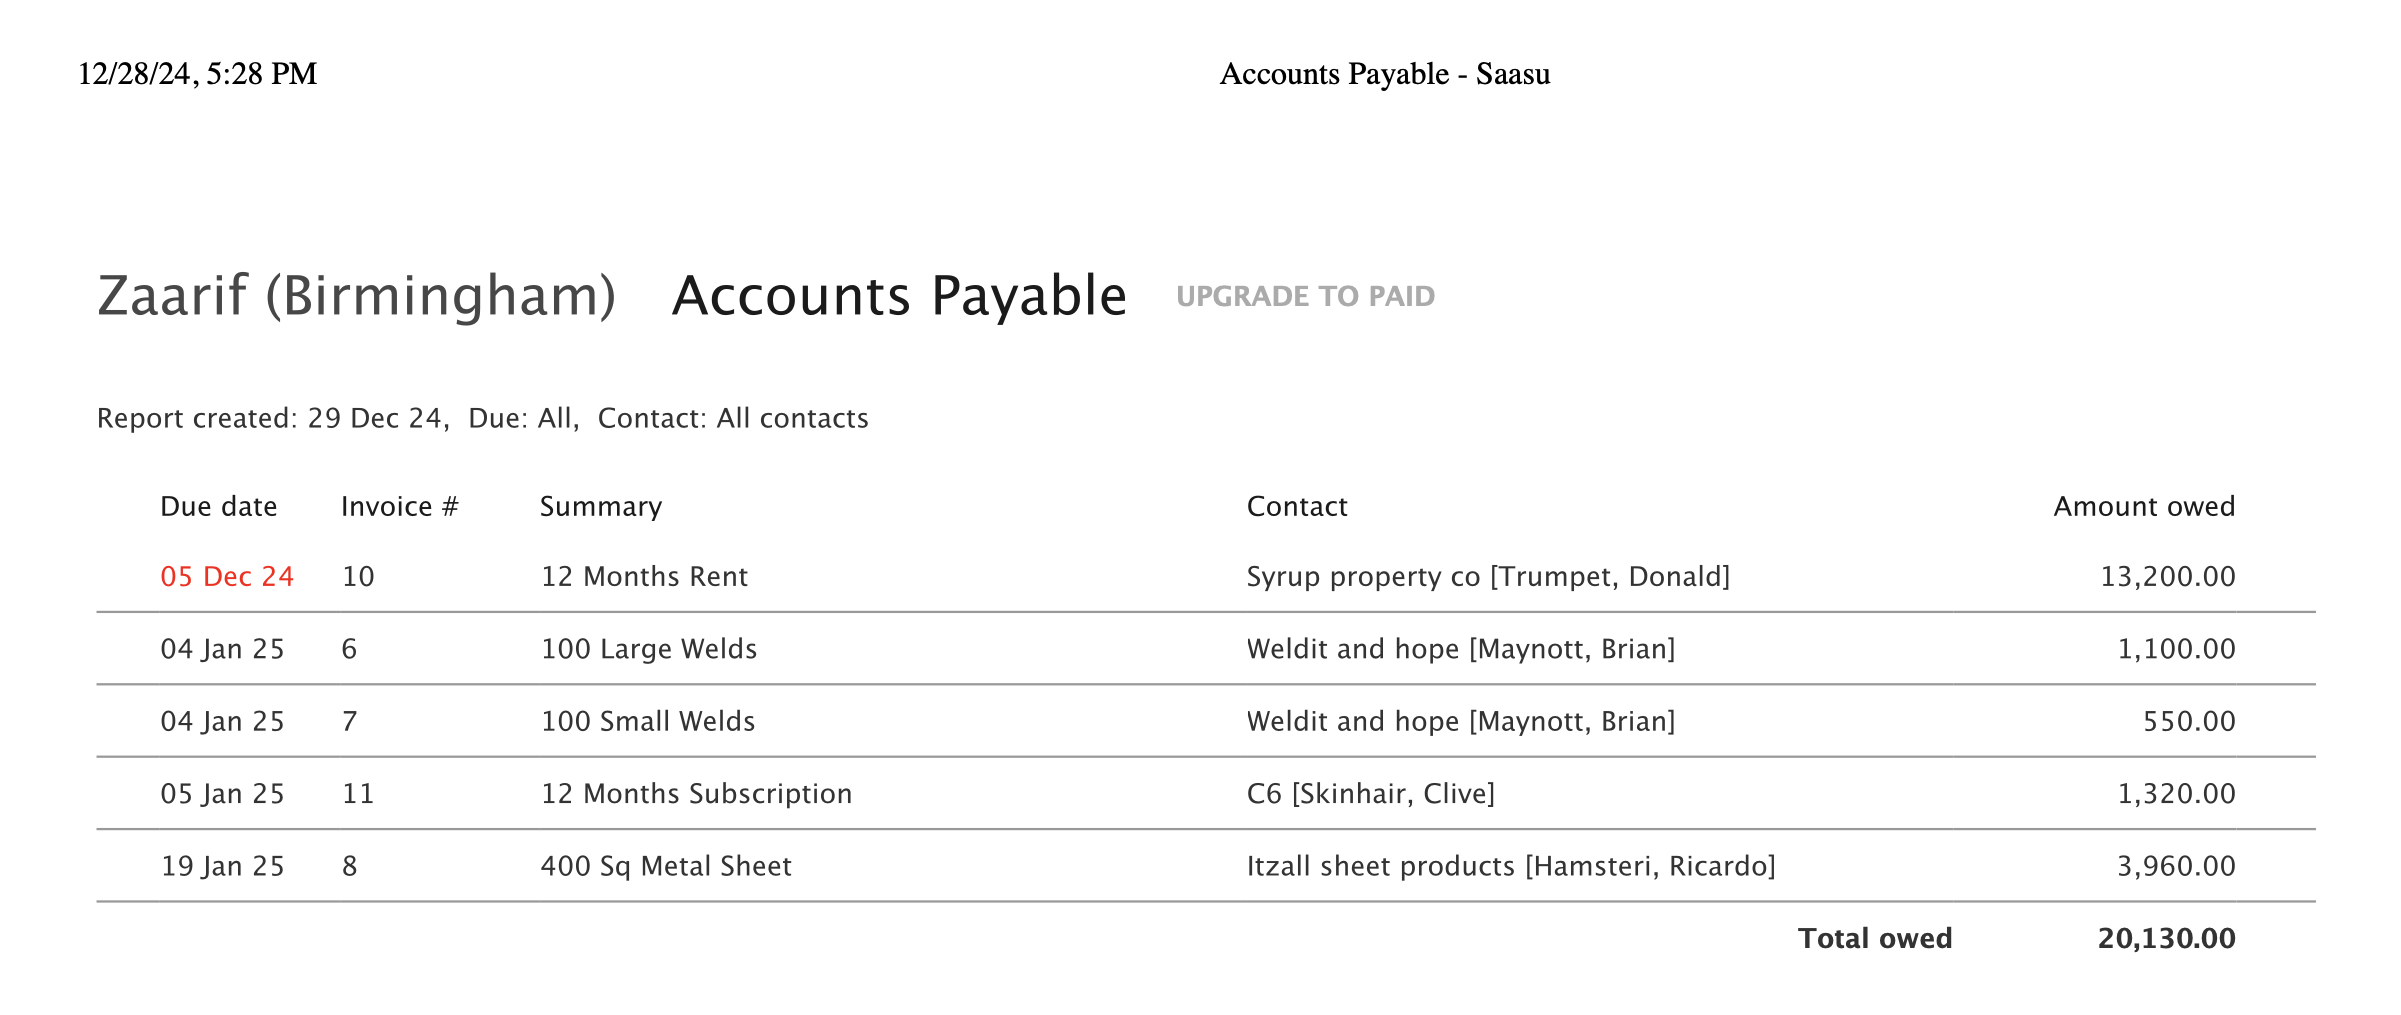 12/28/24, 5:28 PM Accounts Payable - Saasu
Zaarif (Birmingham) Accounts Payable UPGRADE TO PAID
Report created: 29 Dec 24, Due: All, Contact: All contacts
Due date Invoice # Summary Contact Amount owed
05 Dec 24 10 12 Months Rent Syrup property co [Trumpet, Donald] 13,200.00
04 Jan 25 6 100 Large Welds Weldit and hope [Maynott, Brian] 1,100.00
04 Jan 25 7 100 Small Welds Weldit and hope [Maynott, Brian] 550.00
05 Jan 25 11 12 Months Subscription C6 [Skinhair, Clive] 1,320.00
19 Jan 25 8 400 Sq Metal Sheet Itzall sheet products [Hamsteri, Ricardo] 3,960.00
Total owed 20,130.00